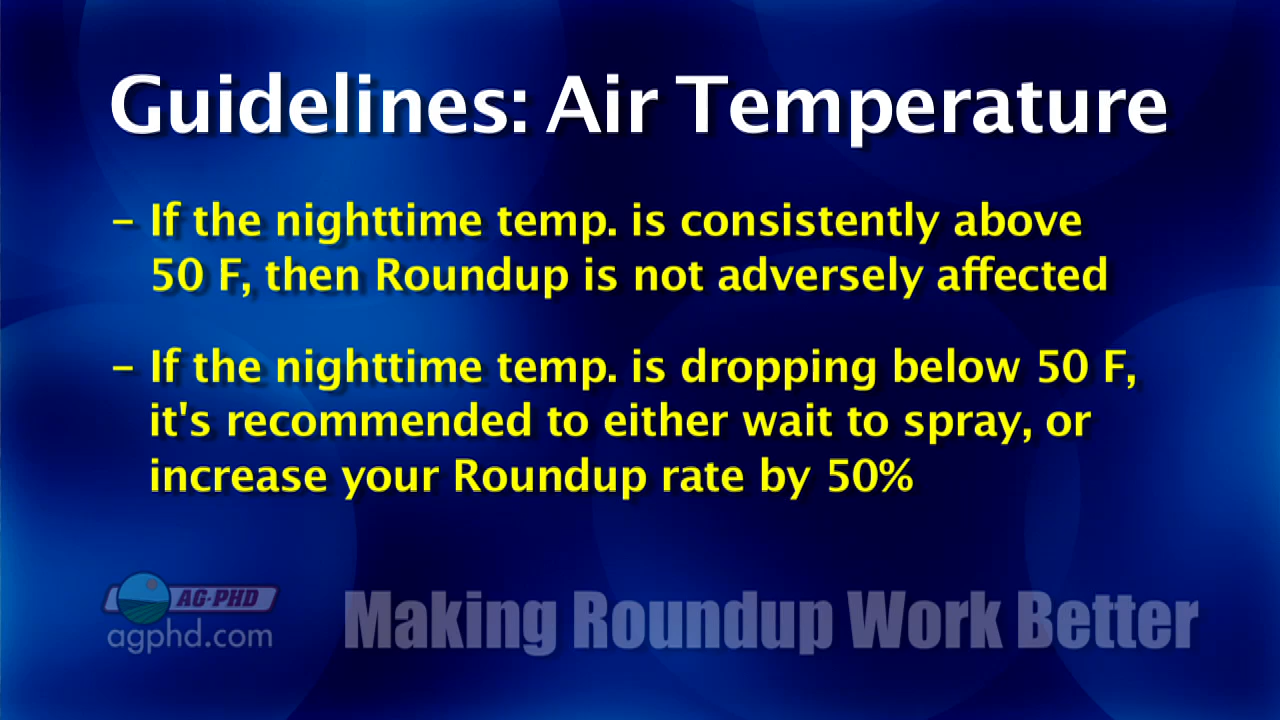 Guidelines: Air Temperature
– If the nighttime temp. is consistently above
50 F, then Roundup is not adversely affected
– If the nighttime temp. is dropping below 50 F,
it's recommended to either wait to spray, or
increase your Roundup rate by 50%
AG·PHD
agphd.com
Making Roundup Work Better